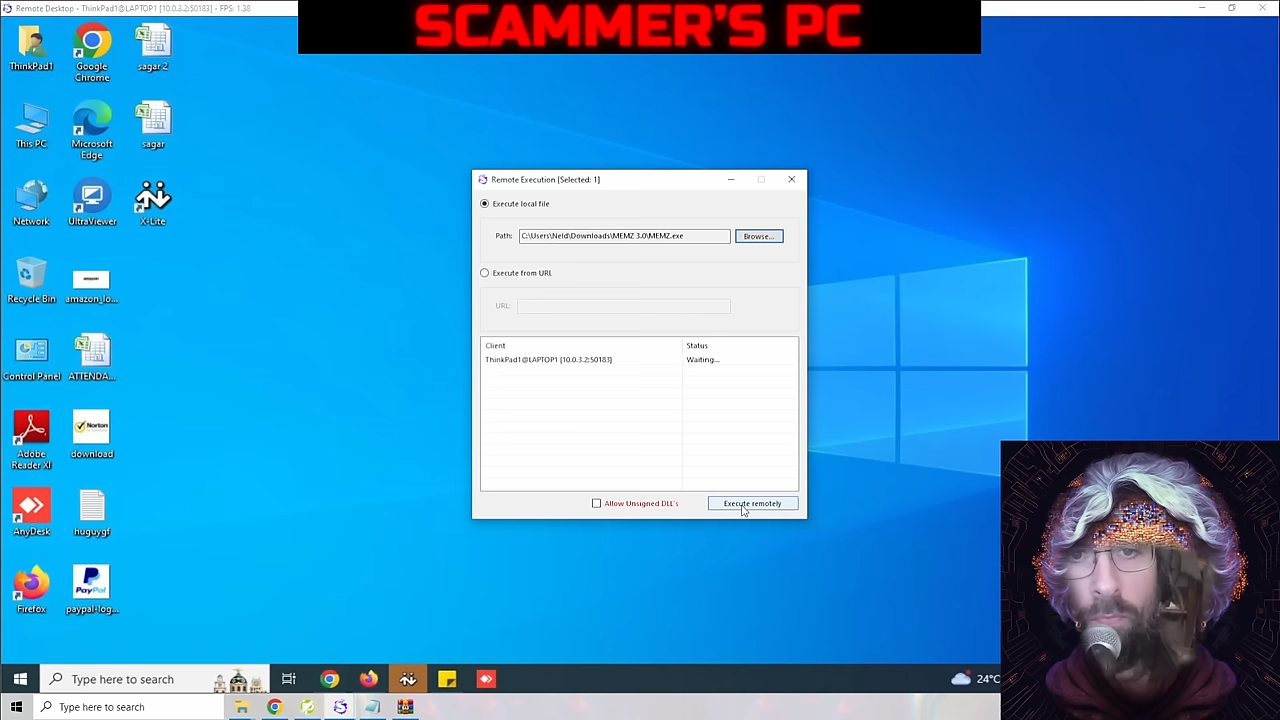 Remote Desktop - ThinkPad1@LAPTOP1 [10.0.3.2:50183] - FPS: 1.38
SCAMMER'S PC
ThinkPad1
Google
Chrome
sagar 2
This PC
Microsoft
Edge
sagar
Network
UltraViewer
X-Lite
Recycle Bin
amazon_lo...
Control Panel
ATTENDA...
Adobe
Reader XI
Norton
download
AnyDesk
huguygf
Firefox
PayPal
paypal-log...
Remote Execution [Selected: 1]
Execute local file
Path:
C:\Users\Neld\Downloads\MEMZ 3.0\MEMZ.exe
Browse...
Execute from URL
URL:
Client
Status
ThinkPad1@LAPTOP1 [10.0.3.2:50183]
Waiting...
Allow Unsigned DLL's
Execute remotely
Type here to search
24°C
Type here to search